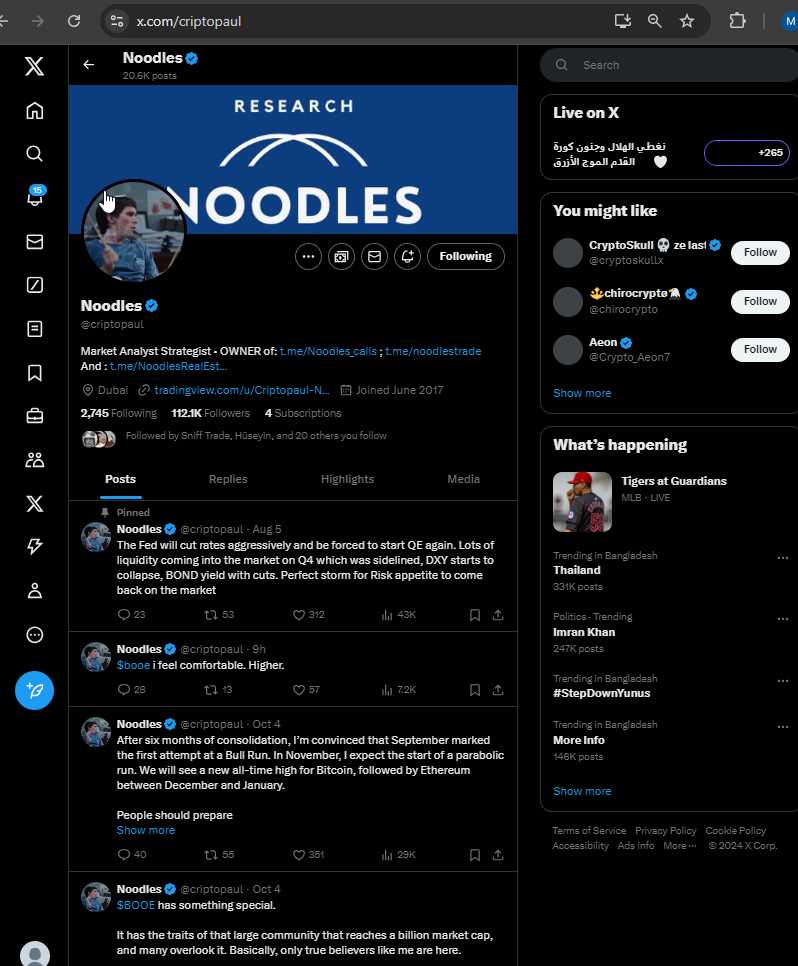 x.com/criptopaul
M
Noodles
20.6K posts
RESEARCH
NOODLES
Following
Noodles
@criptopaul
Market Analyst Strategist • OWNER of: t.me/Noodles_calls ; t.me/noodlestrade
And : t.me/NoodlesRealEst...
Dubai tradingview.com/u/Criptopaul-N... Joined June 2017
2,745 Following 112.1K Followers 4 Subscriptions
Followed by Sniff Trade, Hüseyin, and 20 others you follow
Posts Replies Highlights Media
Pinned
Noodles @criptopaul · Aug 5
The Fed will cut rates aggressively and be forced to start QE again. Lots of
liquidity coming into the market on Q4 which was sidelined, DXY starts to
collapse, BOND yield with cuts. Perfect storm for Risk appetite to come
back on the market
23 53 312 43K
Noodles @criptopaul · 9h
$booe i feel comfortable. Higher.
28 13 57 7.2K
Noodles @criptopaul · Oct 4
After six months of consolidation, I'm convinced that September marked
the first attempt at a Bull Run. In November, I expect the start of a parabolic
run. We will see a new all-time high for Bitcoin, followed by Ethereum
between December and January.
People should prepare
Show more
40 55 351 29K
Noodles @criptopaul · Oct 4
$BOOE has something special.
It has the traits of that large community that reaches a billion market cap,
and many overlook it. Basically, only true believers like me are here.
15
Search
Live on X
نغطي الهلال وجنون كورة
القدم الموج الأزرق 🤍
+265
You might like
CryptoSkull 💀 ze last
@cryptoskullx
Follow
🔱chirocryptø🦅
@chirocrypto
Follow
Aeon
@Crypto_Aeon7
Follow
Show more
What's happening
Tigers at Guardians
MLB · LIVE
Trending in Bangladesh
Thailand
331K posts
Politics · Trending
Imran Khan
247K posts
Trending in Bangladesh
#StepDownYunus
Trending in Bangladesh
More Info
146K posts
Show more
Terms of Service Privacy Policy Cookie Policy
Accessibility Ads info More ··· © 2024 X Corp.